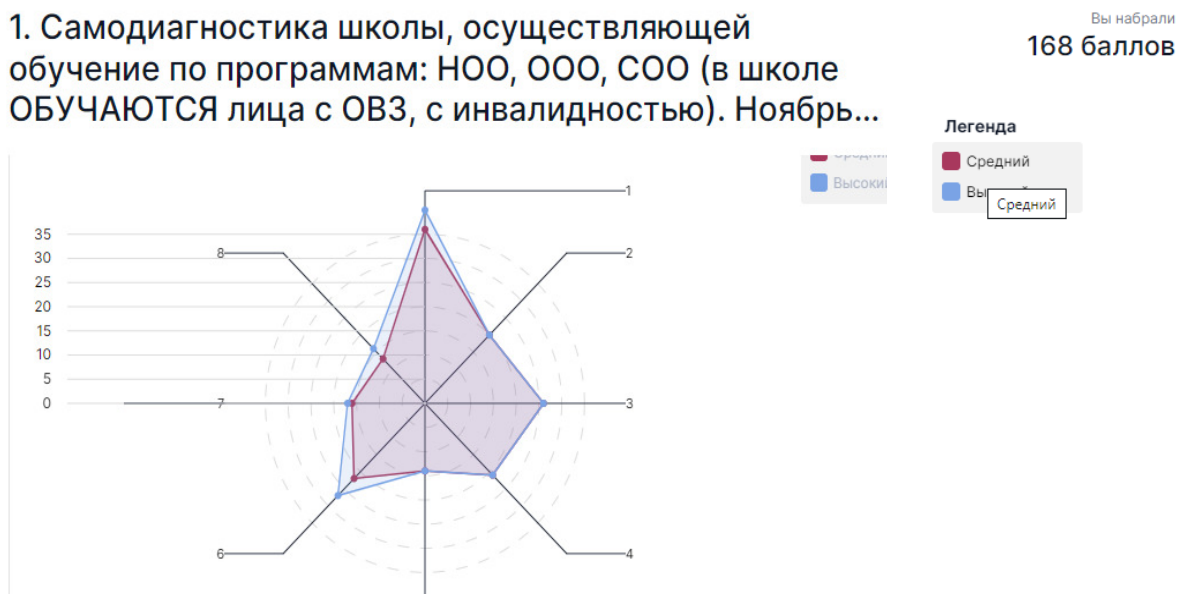 1. Самодиагностика школы, осуществляющей
обучение по программам: НОО, ООО, СОО (в школе
ОБУЧАЮТСЯ лица с ОВЗ, с инвалидностью). Ноябрь...
Вы набрали
168 баллов
Легенда
Средний
Вы
Средний
Высокий
1
2
3
4
6
7
8
35
30
25
20
15
10
5
0